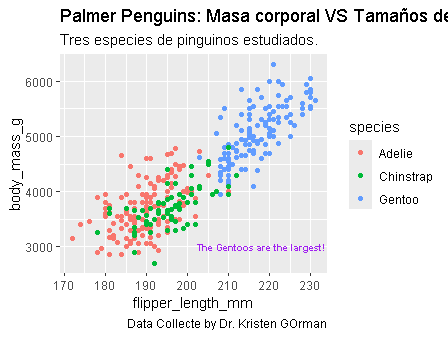 Palmer Penguins: Masa corporal VS Tamaños de
Tres especies de pinguinos estudiados.
6000
5000
4000
3000
body_mass_g
170 180 190 200 210 220 230
flipper_length_mm
species
Adelie
Chinstrap
Gentoo
The Gentoos are the largest!
Data Collecte by Dr. Kristen GOrman